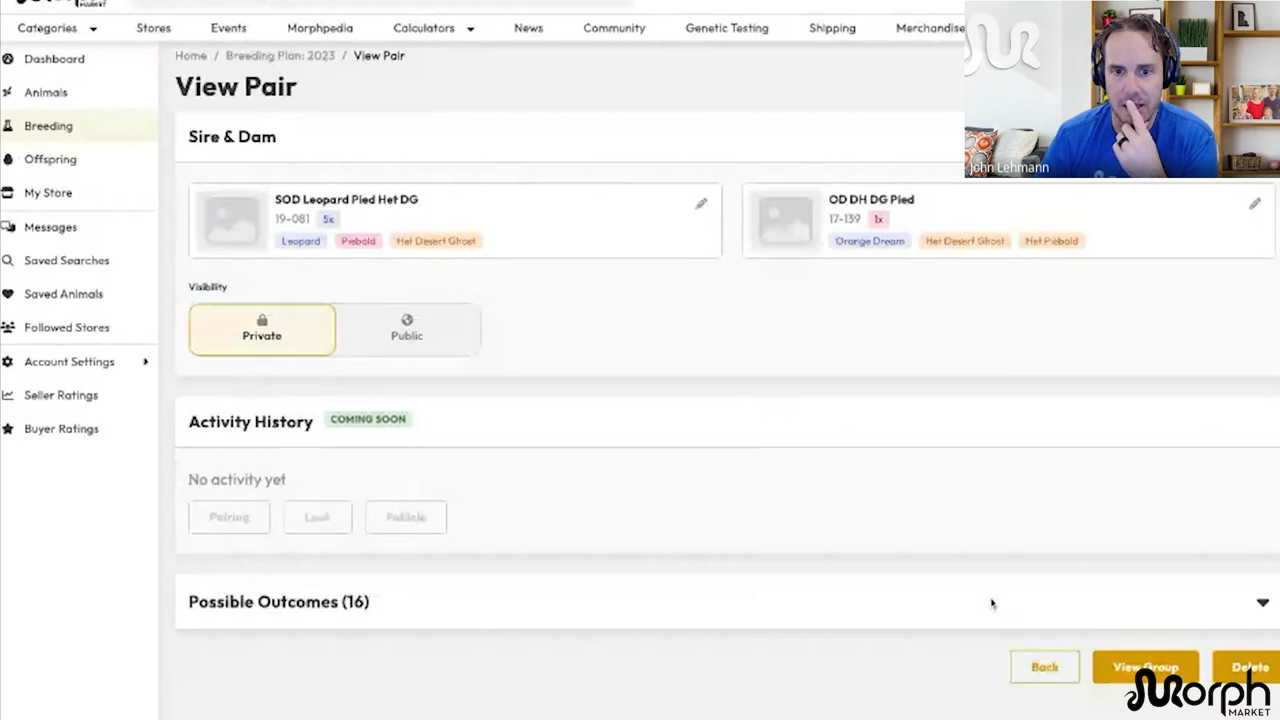 MARKET
Categories Stores Events Morphpedia Calculators News Community Genetic Testing Shipping Merchandise
Dashboard
Animals
Breeding
Offspring
My Store
Messages
Saved Searches
Saved Animals
Followed Stores
Account Settings
Seller Ratings
Buyer Ratings
Home / Breeding Plan: 2023 / View Pair
View Pair
Sire & Dam
SOD Leopard Pied Het DG
19-081 5x
Leopard Piebald Het Desert Ghost
OD DH DG Pied
17-139 1x
Orange Dream Het Desert Ghost Het Piebald
Visibility
Private
Public
Activity History COMING SOON
No activity yet
Pairing Lock Follicle
Possible Outcomes (16)
Back View Group Delete
John Lehmann
Morph
MARKET